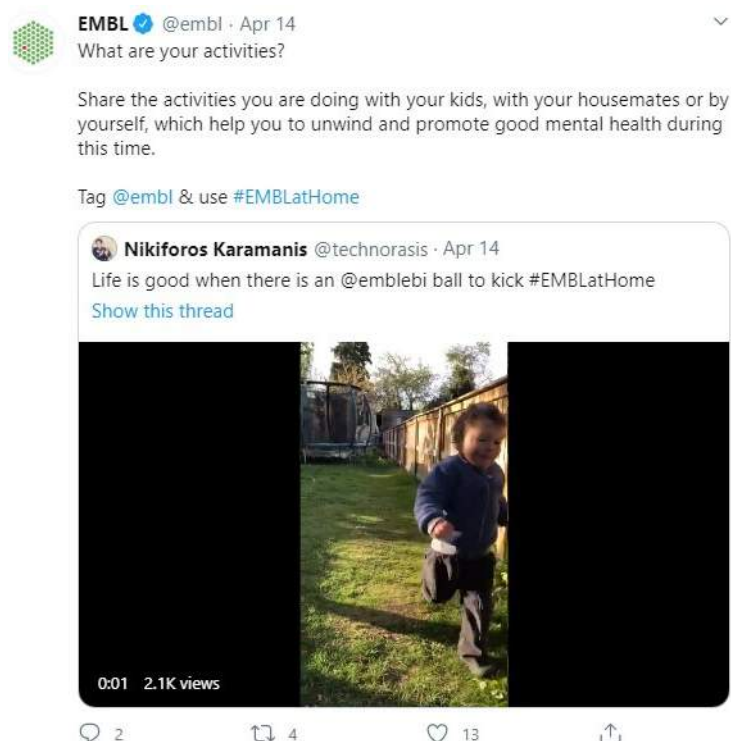 EMBL @embl · Apr 14
What are your activities?
Share the activities you are doing with your kids, with your housemates or by
yourself, which help you to unwind and promote good mental health during
this time.
Tag @embl & use #EMBLatHome
Nikiforos Karamanis @technorasis · Apr 14
Life is good when there is an @emblebi ball to kick #EMBLatHome
Show this thread
0:01 2.1K views
2 4 13